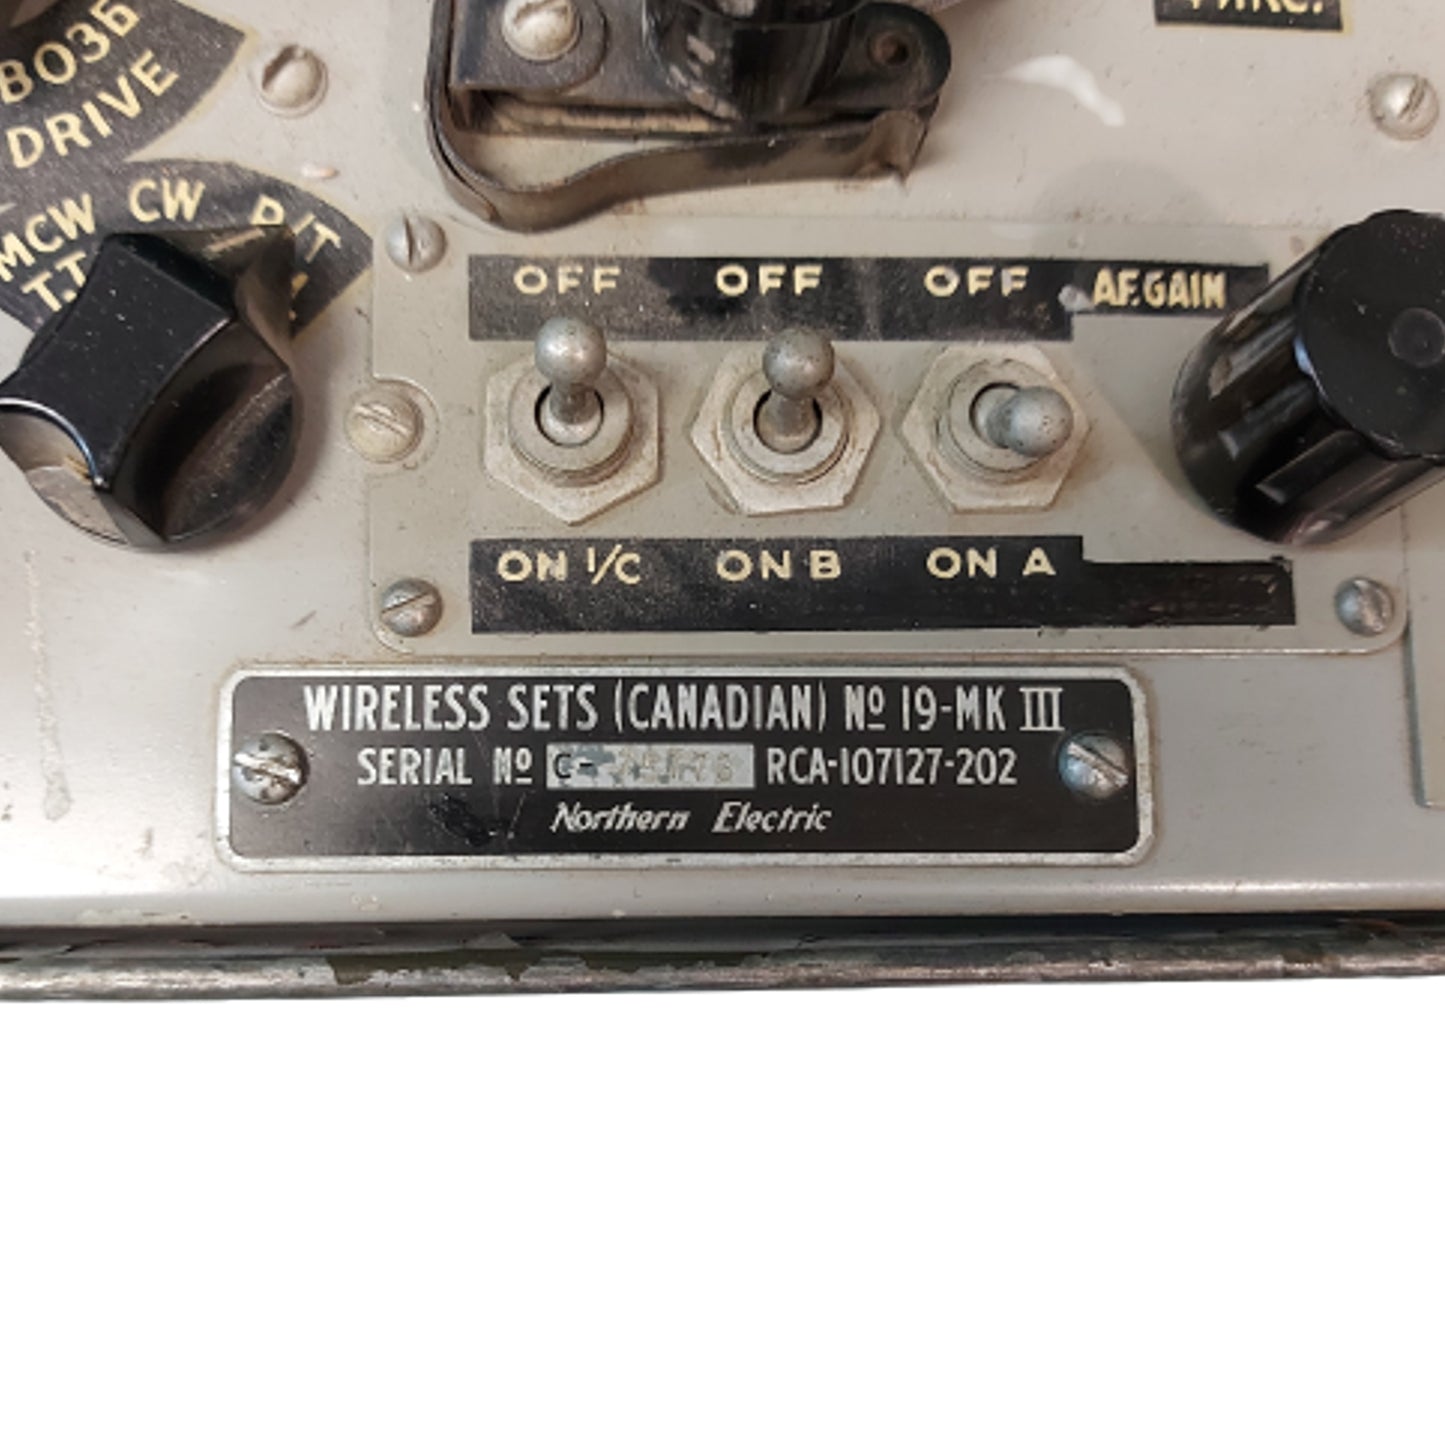 ВОЗБ
DRIVE
MCW CW R/T
T.T
OFF OFF OFF A.F. GAIN
ON I/C ON B ON A
WIRELESS SETS (CANADIAN) Nº 19-MK III
SERIAL Nº C- RCA-107127-202
Northern Electric